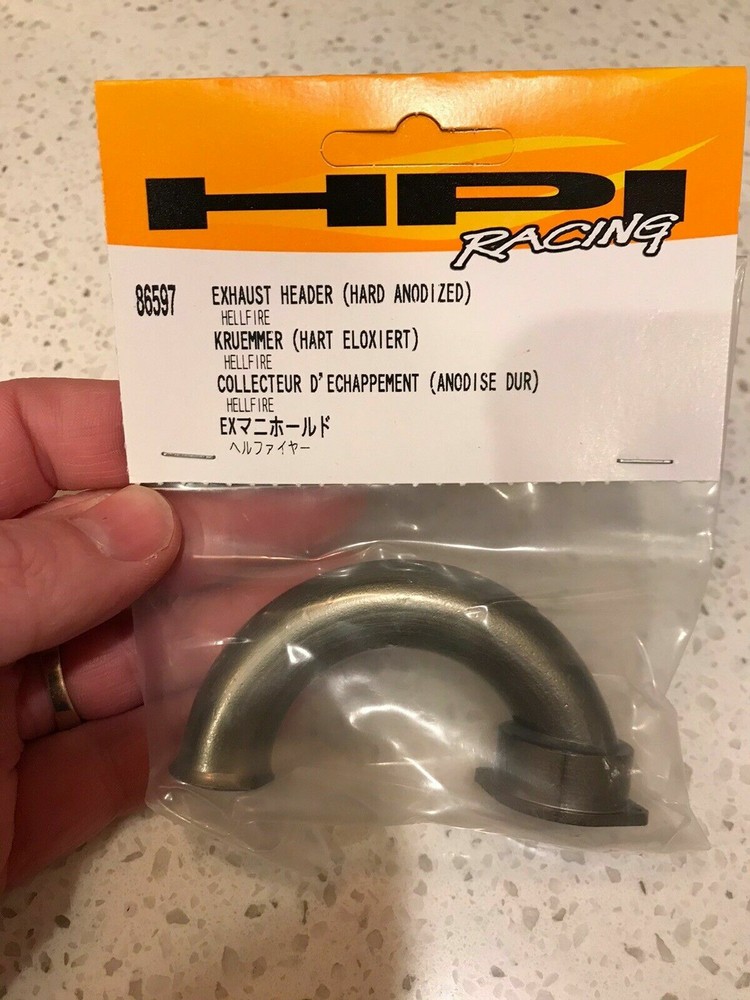 HPI
RACING
86597 EXHAUST HEADER (HARD ANODIZED)
HELLFIRE
KRUEMMER (HART ELOXIERT)
HELLFIRE
COLLECTEUR D'ECHAPPEMENT (ANODISE DUR)
HELLFIRE
EXマニホールド
ヘルファイヤー